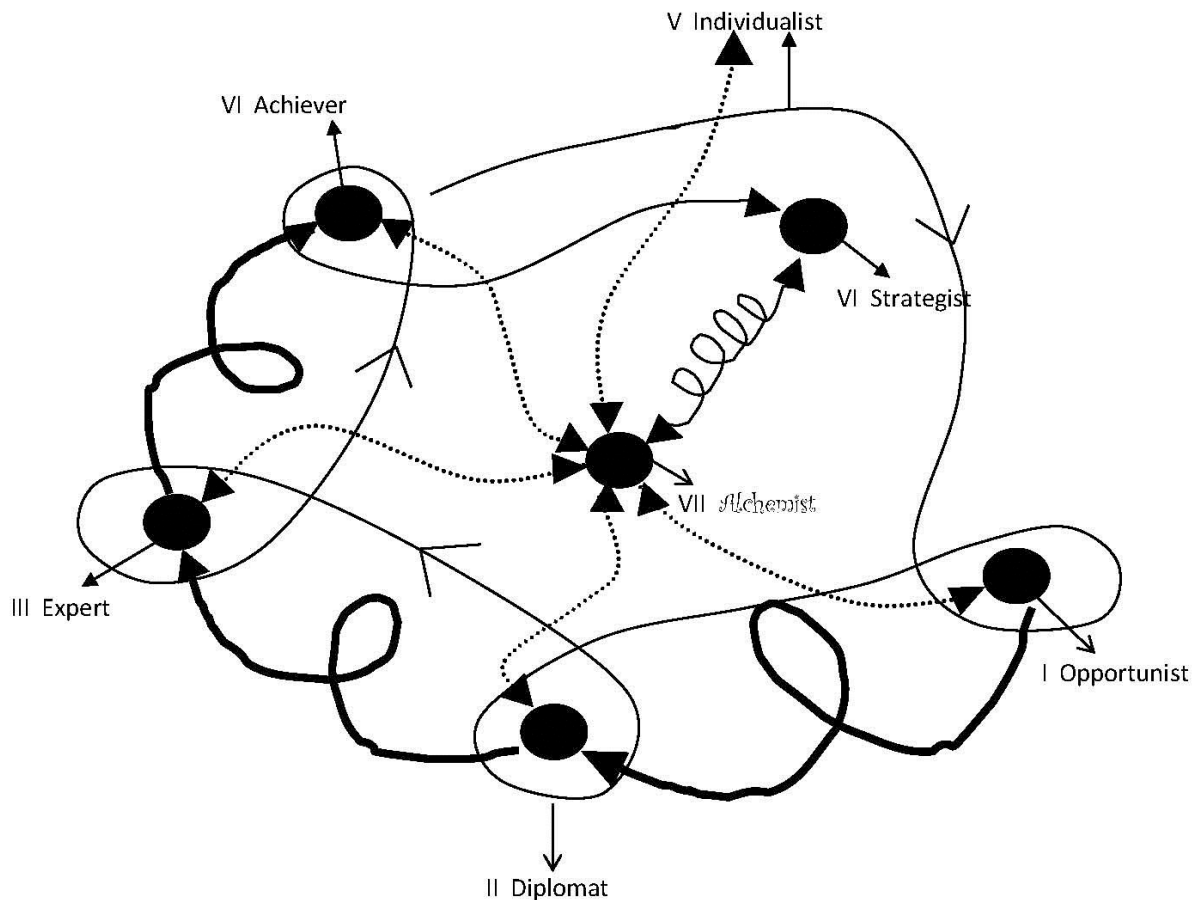 V Individualist
VI Achiever
VI Strategist
VII Alchemist
III Expert
I Opportunist
II Diplomat